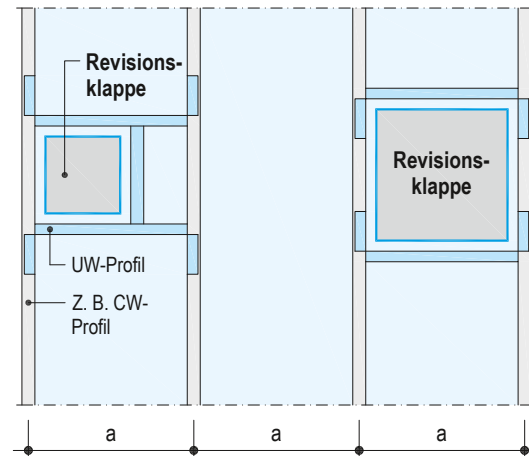 Revisions-
klappe
Revisions-
klappe
UW-Profil
Z. B. CW-
Profil
a
a
a